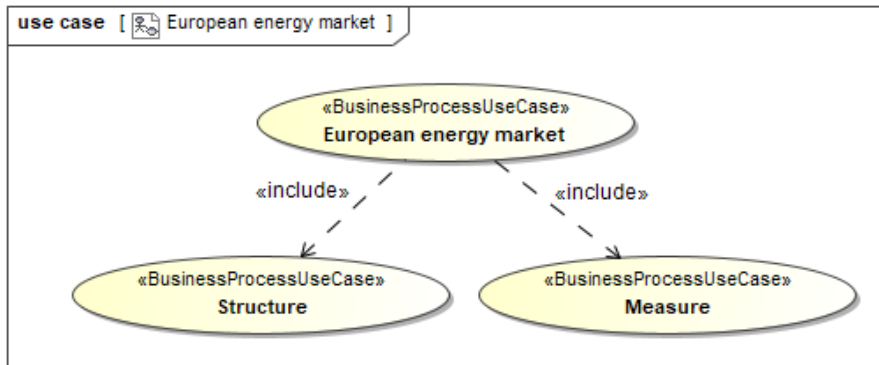 use case [ European energy market ]
«BusinessProcessUseCase»
European energy market
«include»
«include»
«BusinessProcessUseCase»
Structure
«BusinessProcessUseCase»
Measure